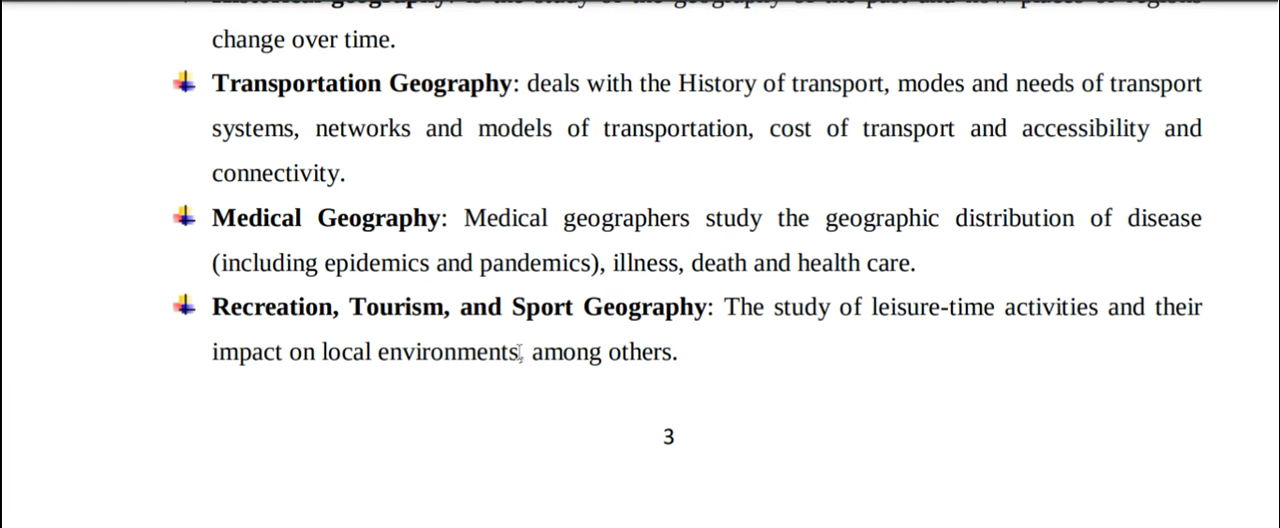 change over time.
Transportation Geography: deals with the History of transport, modes and needs of transport
systems, networks and models of transportation, cost of transport and accessibility and
connectivity.
Medical Geography: Medical geographers study the geographic distribution of disease
(including epidemics and pandemics), illness, death and health care.
Recreation, Tourism, and Sport Geography: The study of leisure-time activities and their
impact on local environments, among others.
3